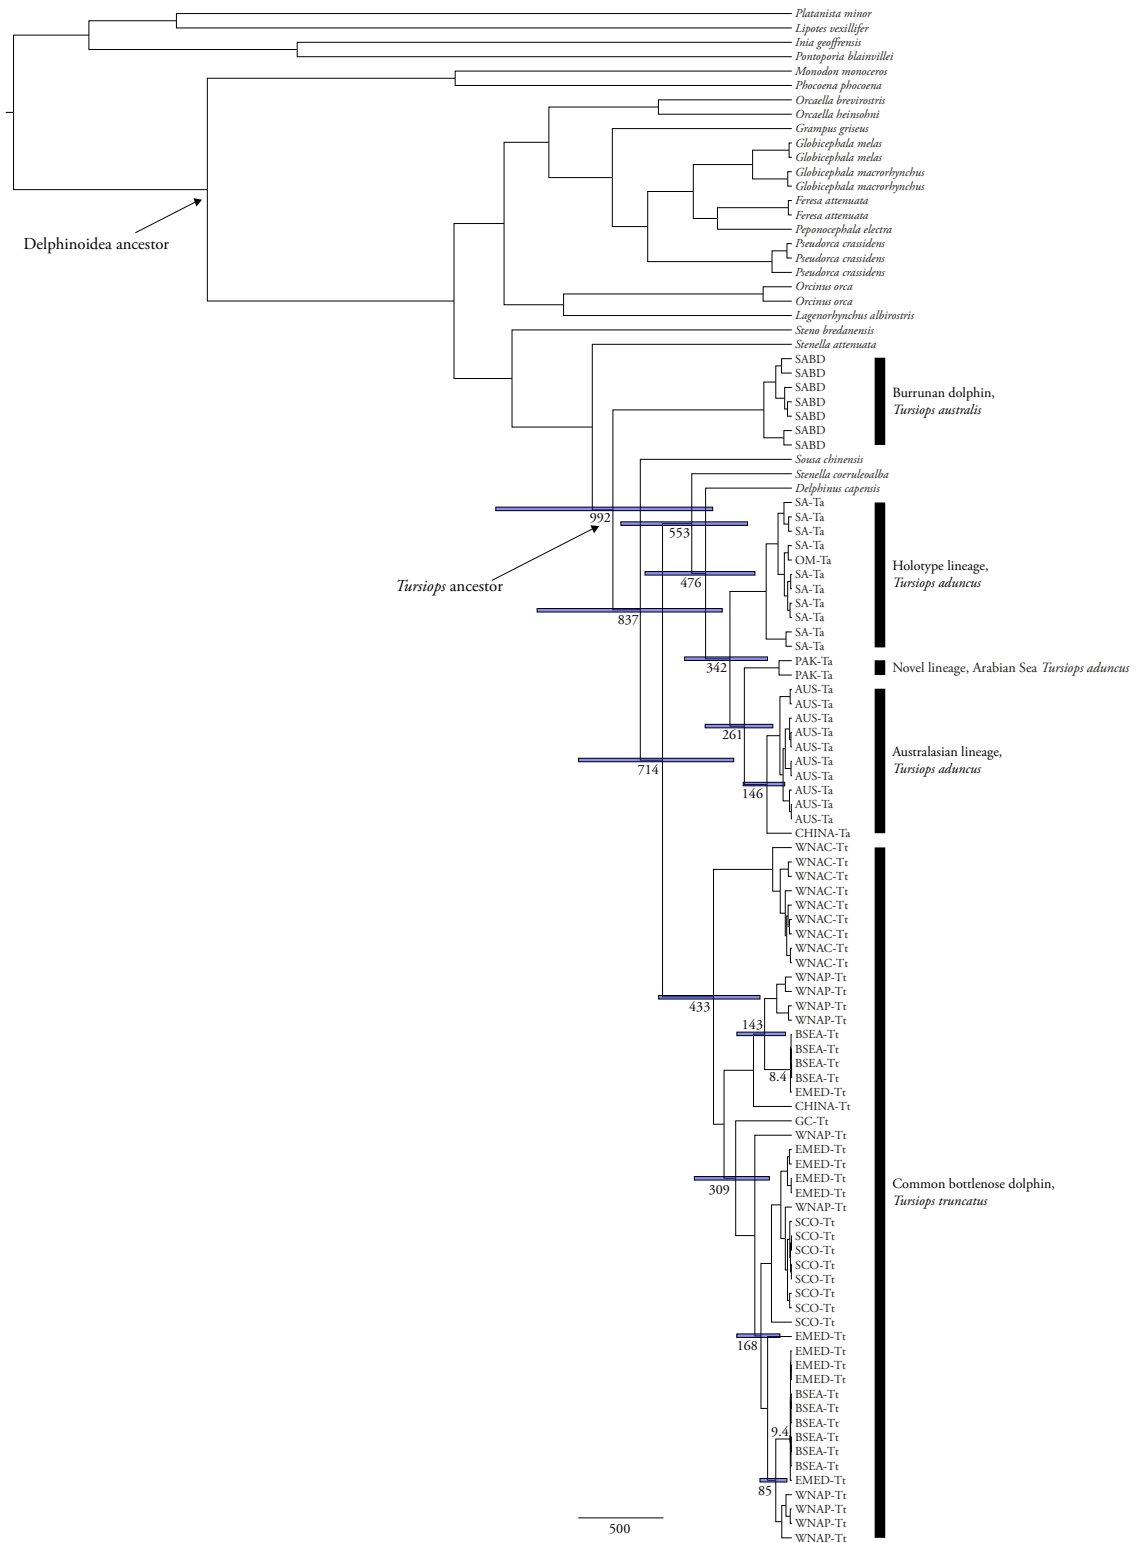 Platanista minor
Lipotes vexillifer
Inia geoffrensis
Pontoporia blainvillei
Monodon monoceros
Phocoena phocoena
Orcaella brevirostris
Orcaella heinsohni
Grampus griseus
Globicephala melas
Globicephala melas
Globicephala macrorhynchus
Globicephala macrorhynchus
Feresa attenuata
Feresa attenuata
Peponocephala electra
Pseudorca crassidens
Delphinoidea ancestor
Pseudorca crassidens
Pseudorca crassidens
Orcinus orca
Orcinus orca
Lagenorhynchus albirostris
Steno bredanensis
Stenella attenuata
SABD
SABD
SABD
Burrunan dolphin,
SABD
Tursiops australis
SABD
SABD
SABD
Sousa chinensis
Stenella coeruleoalba
Delphinus capensis
SA-Ta
SA-Ta
992
SA-Ta
553
SA-Ta
OM-Ta
Holotype lineage,
SA-Ta
476
Tursiops aduncus
Tursiops ancestor
SA-Ta
SA-Ta
SA-Ta
837
SA-Ta
SA-Ta
PAK-Ta
342
Novel lineage, Arabian Sea Tursiops aduncus
PAK-Ta
AUS-Ta
AUS-Ta
AUS-Ta
AUS-Ta
261
AUS-Ta
Australasian lineage,
AUS-Ta
714
Tursiops aduncus
AUS-Ta
AUS-Ta
146
AUS-Ta
AUS-Ta
CHINA-Ta
WNAC-Tt
WNAC-Tt
WNAC-Tt
WNAC-Tt
WNAC-Tt
WNAC-Tt
WNAC-Tt
WNAC-Tt
WNAC-Tt
WNAP-Tt
WNAP-Tt
WNAP-Tt
433
WNAP-Tt
143
BSEA-Tt
BSEA-Tt
BSEA-Tt
8.4
BSEA-Tt
EMED-Tt
CHINA-Tt
GC-Tt
WNAP-Tt
EMED-Tt
EMED-Tt
EMED-Tt
Common bottlenose dolphin,
309
EMED-Tt
Tursiops truncatus
WNAP-Tt
SCO-Tt
SCO-Tt
SCO-Tt
SCO-Tt
SCO-Tt
SCO-Tt
SCO-Tt
SCO-Tt
EMED-Tt
168
EMED-Tt
EMED-Tt
EMED-Tt
BSEA-Tt
BSEA-Tt
BSEA-Tt
9.4
BSEA-Tt
BSEA-Tt
BSEA-Tt
EMED-Tt
85
WNAP-Tt
WNAP-Tt
WNAP-Tt
500
WNAP-Tt